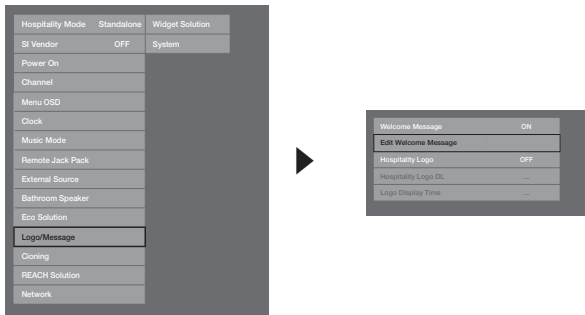 Hospitality Mode Standalone Widget Solution
SI Vendor OFF System
Power On
Channel
Menu OSD
Clock
Music Mode
Remote Jack Pack
External Source
Bathroom Speaker
Eco Solution
Logo/Message
Cloning
REACH Solution
Network
Welcome Message ON
Edit Welcome Message
Hospitality Logo OFF
Hospitality Logo DL ...
Logo Display Time ...